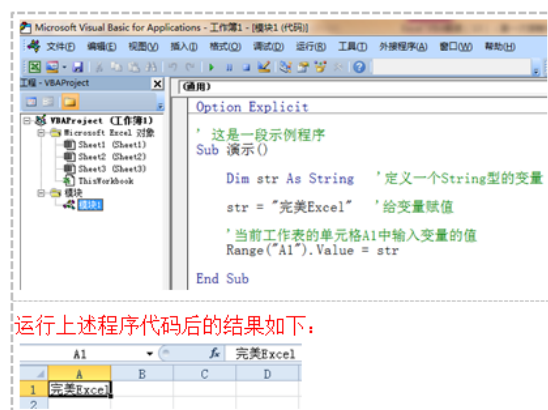 Microsoft Visual Basic for Applications - 工作簿1 - [模块1 (代码)]
文件(F) 编辑(E) 视图(V) 插入(I) 格式(O) 调试(D) 运行(R) 工具(T) 外接程序(A) 窗口(W) 帮助(H)
工程 - VBAProject
(通用)
VBAProject (工作簿1)
Microsoft Excel 对象
Sheet1 (Sheet1)
Sheet2 (Sheet2)
Sheet3 (Sheet3)
ThisWorkbook
模块
模块1
Option Explicit
' 这是一段示例程序
Sub 演示()
Dim str As String '定义一个String型的变量
str = "完美Excel" '给变量赋值
'当前工作表的单元格A1中输入变量的值
Range("A1").Value = str
End Sub
运行上述程序代码后的结果如下：
A1 fx 完美Excel
A B C D
1 完美Excel
2